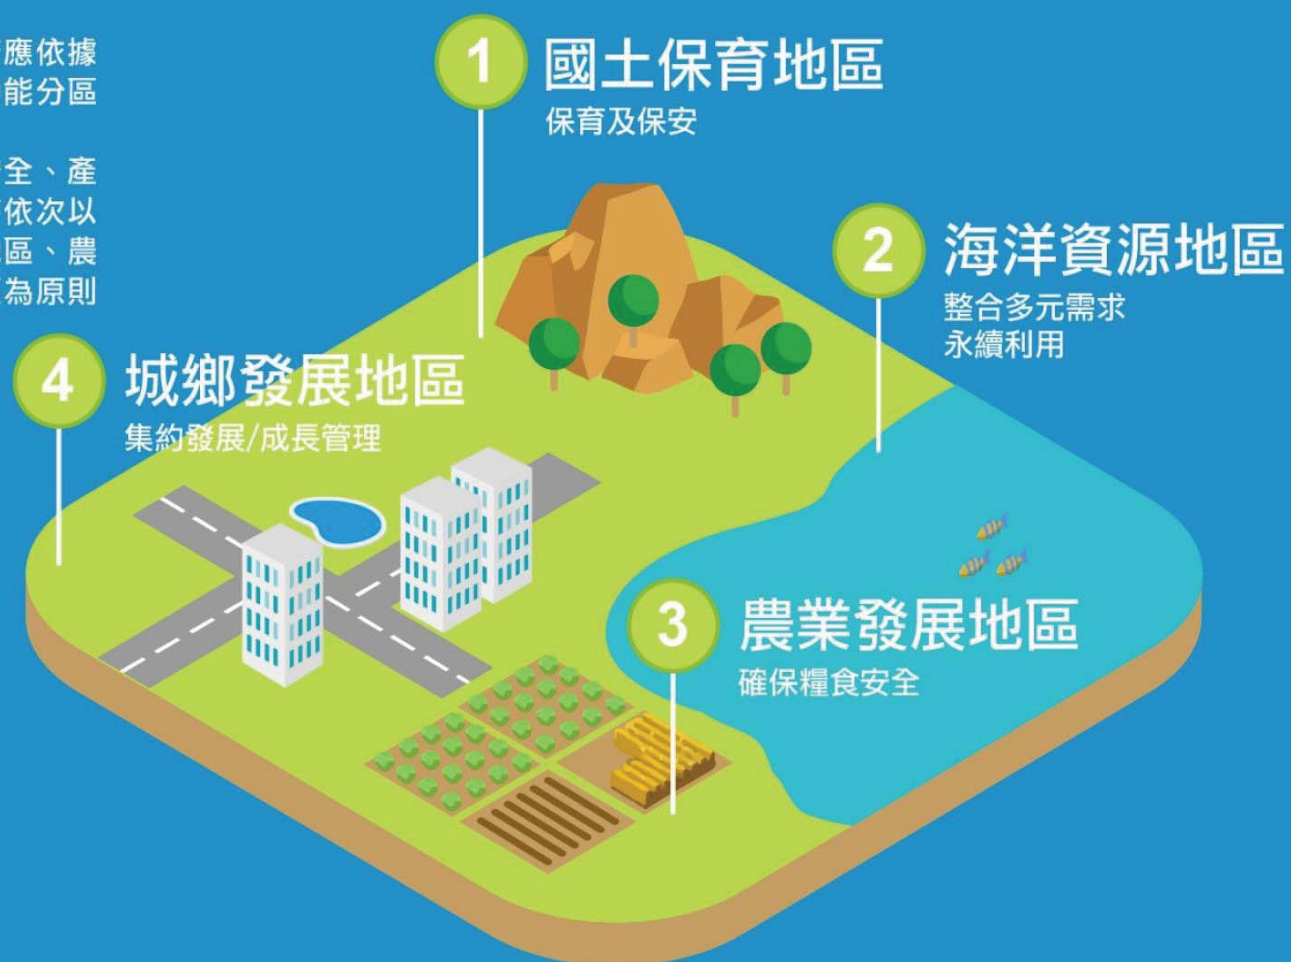 應依據
能分區
全、產
依次以
區、農
為原則
1
國土保育地區
保育及保安
2
海洋資源地區
整合多元需求
永續利用
4
城鄉發展地區
集約發展/成長管理
3
農業發展地區
確保糧食安全